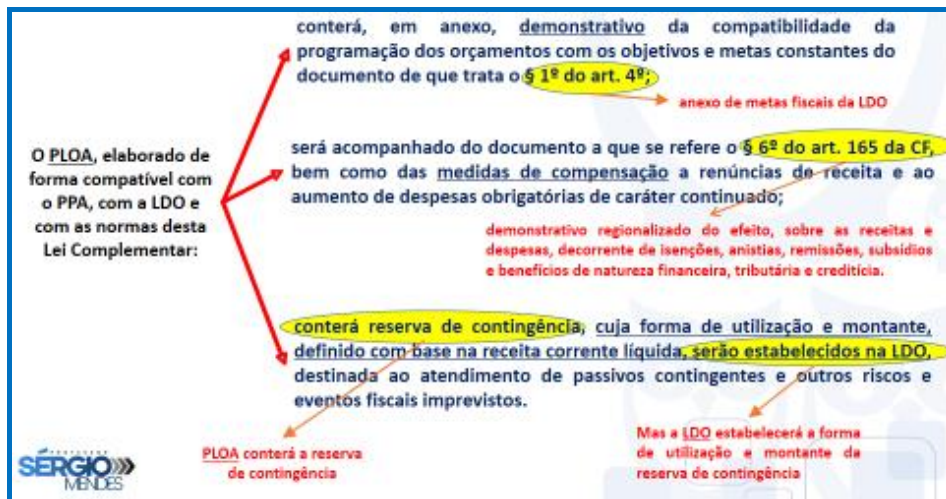 conterá, em anexo, demonstrativo da compatibilidade da
programação dos orçamentos com os objetivos e metas constantes do
documento de que trata o § 1º do art. 4º;
anexo de metas fiscais da LDO
O PLOA, elaborado de
forma compatível com
o PPA, com a LDO e
com as normas desta
Lei Complementar:
será acompanhado do documento a que se refere o § 6º do art. 165 da CF,
bem como das medidas de compensação a renúncias de receita e ao
aumento de despesas obrigatórias de caráter continuado;
demonstrativo regionalizado do efeito, sobre as receitas e
despesas, decorrente de isenções, anistias, remissões, subsídios
e benefícios de natureza financeira, tributária e creditícia.
conterá reserva de contingência, cuja forma de utilização e montante,
definido com base na receita corrente líquida, serão estabelecidos na LDO,
destinada ao atendimento de passivos contingentes e outros riscos e
eventos fiscais imprevistos.
PLOA conterá a reserva
de contingência
Mas a LDO estabelecerá a forma
de utilização e montante da
reserva de contingência
PROFESSOR
SÉRGIO
MENDES